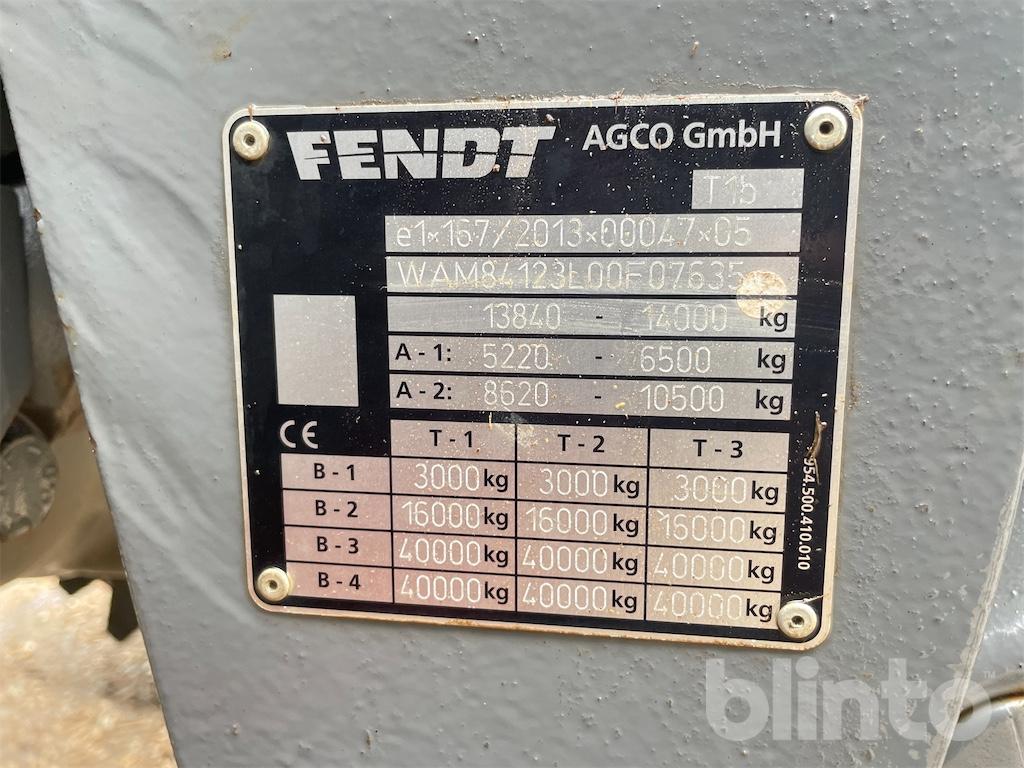 FENDT AGCO GmbH
T1b
e1*167/2013*00047*05
WAM84123L00F07635
13840 - 14000 kg
A - 1: 5220 - 6500 kg
A - 2: 8620 - 10500 kg
CE T - 1 T - 2 T - 3
B - 1 3000 kg 3000 kg 3000 kg
B - 2 16000 kg 16000 kg 16000 kg
B - 3 40000 kg 40000 kg 40000 kg
B - 4 40000 kg 40000 kg 40000 kg
954.500.410.010
blinto™